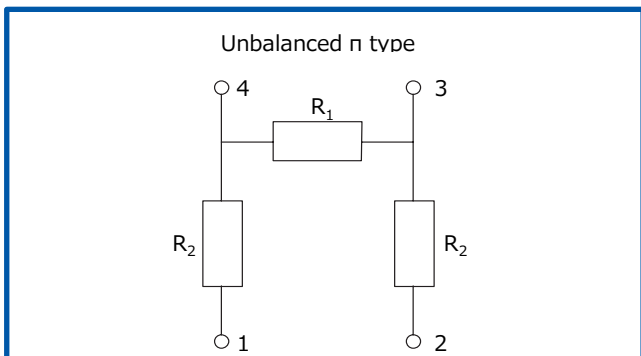 Unbalanced π type
4
3
R₁
R₂
R₂
1
2